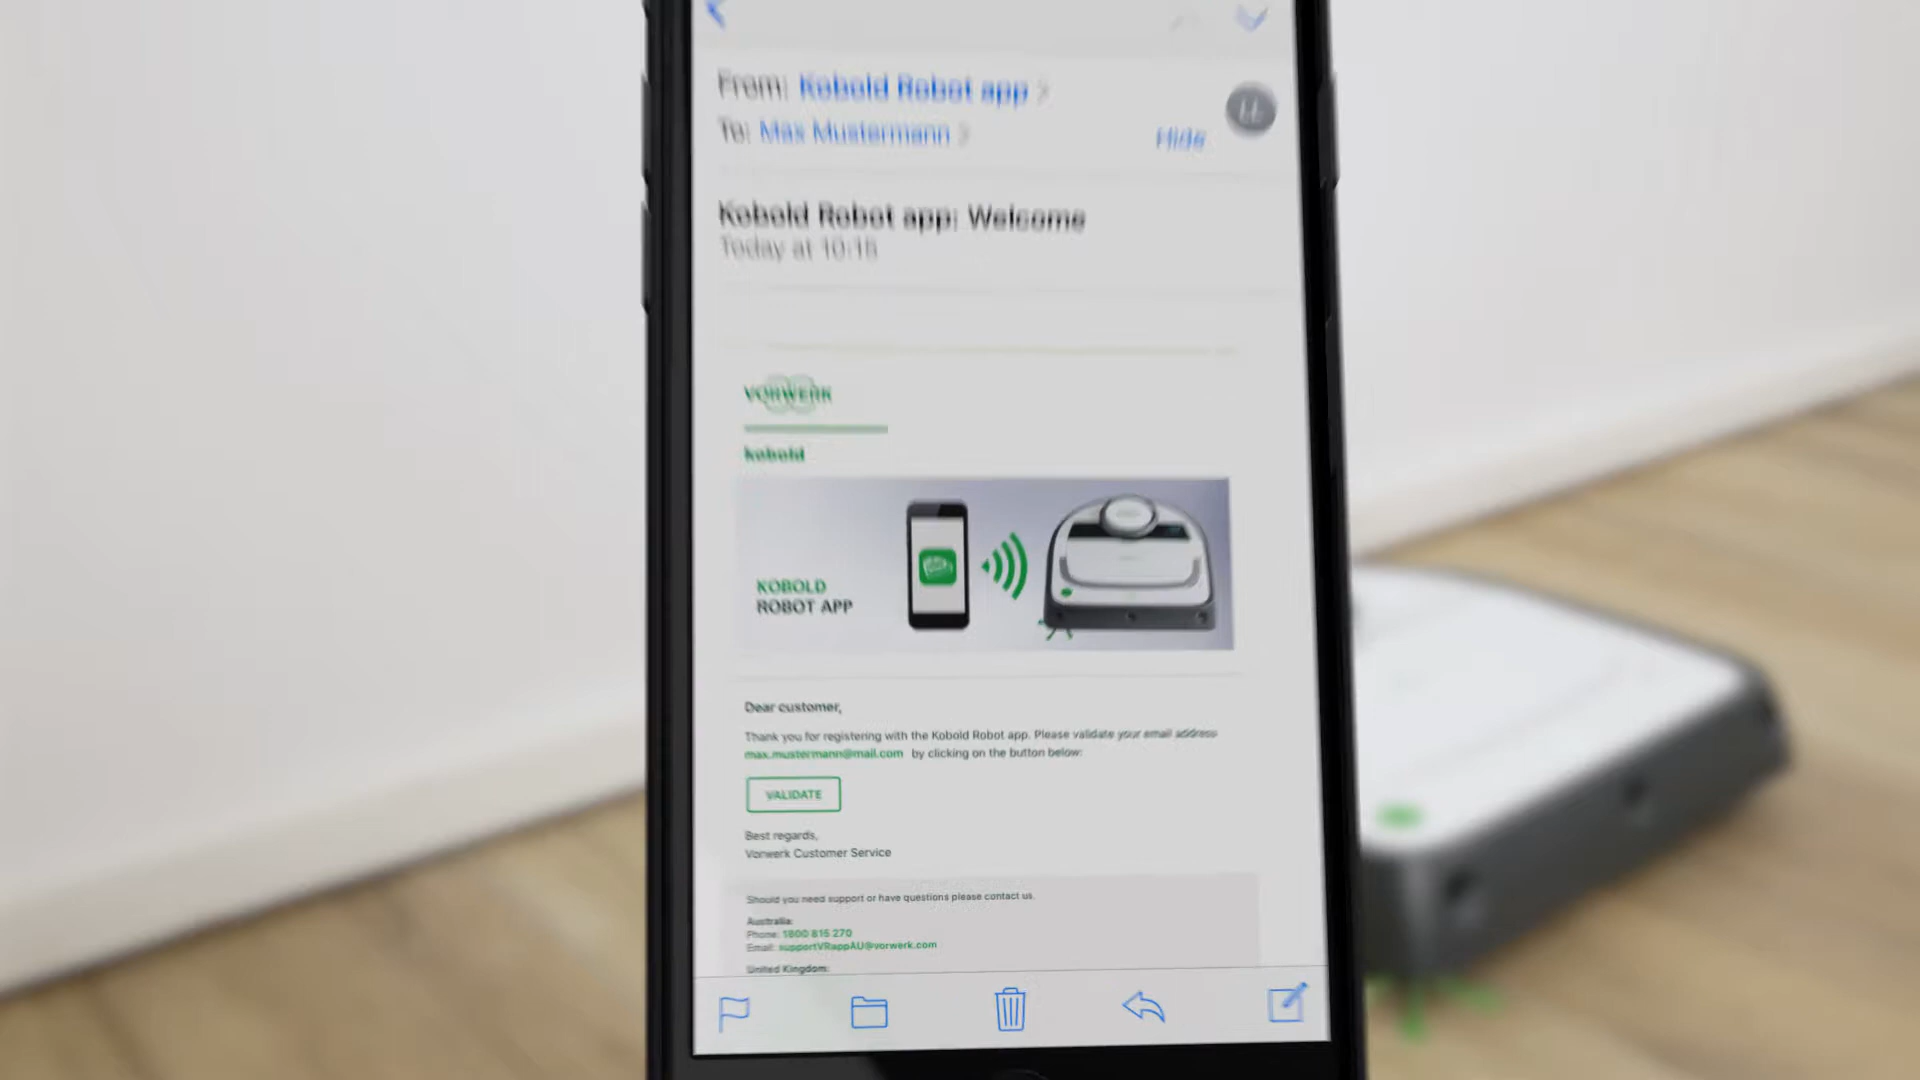 From: Kobold Robot app
To: Max Mustermann
Hide
Kobold Robot app: Welcome
Today at 10:15
VORWERK
kobold
KOBOLD
ROBOT APP
Dear customer,
Thank you for registering with the Kobold Robot app. Please validate your email address
max.mustermann@mail.com by clicking on the button below:
VALIDATE
Best regards,
Vorwerk Customer Service
Should you need support or have questions please contact us.
Australia:
Phone: 1800 815 270
Email: supportVRappAU@vorwerk.com
United Kingdom: